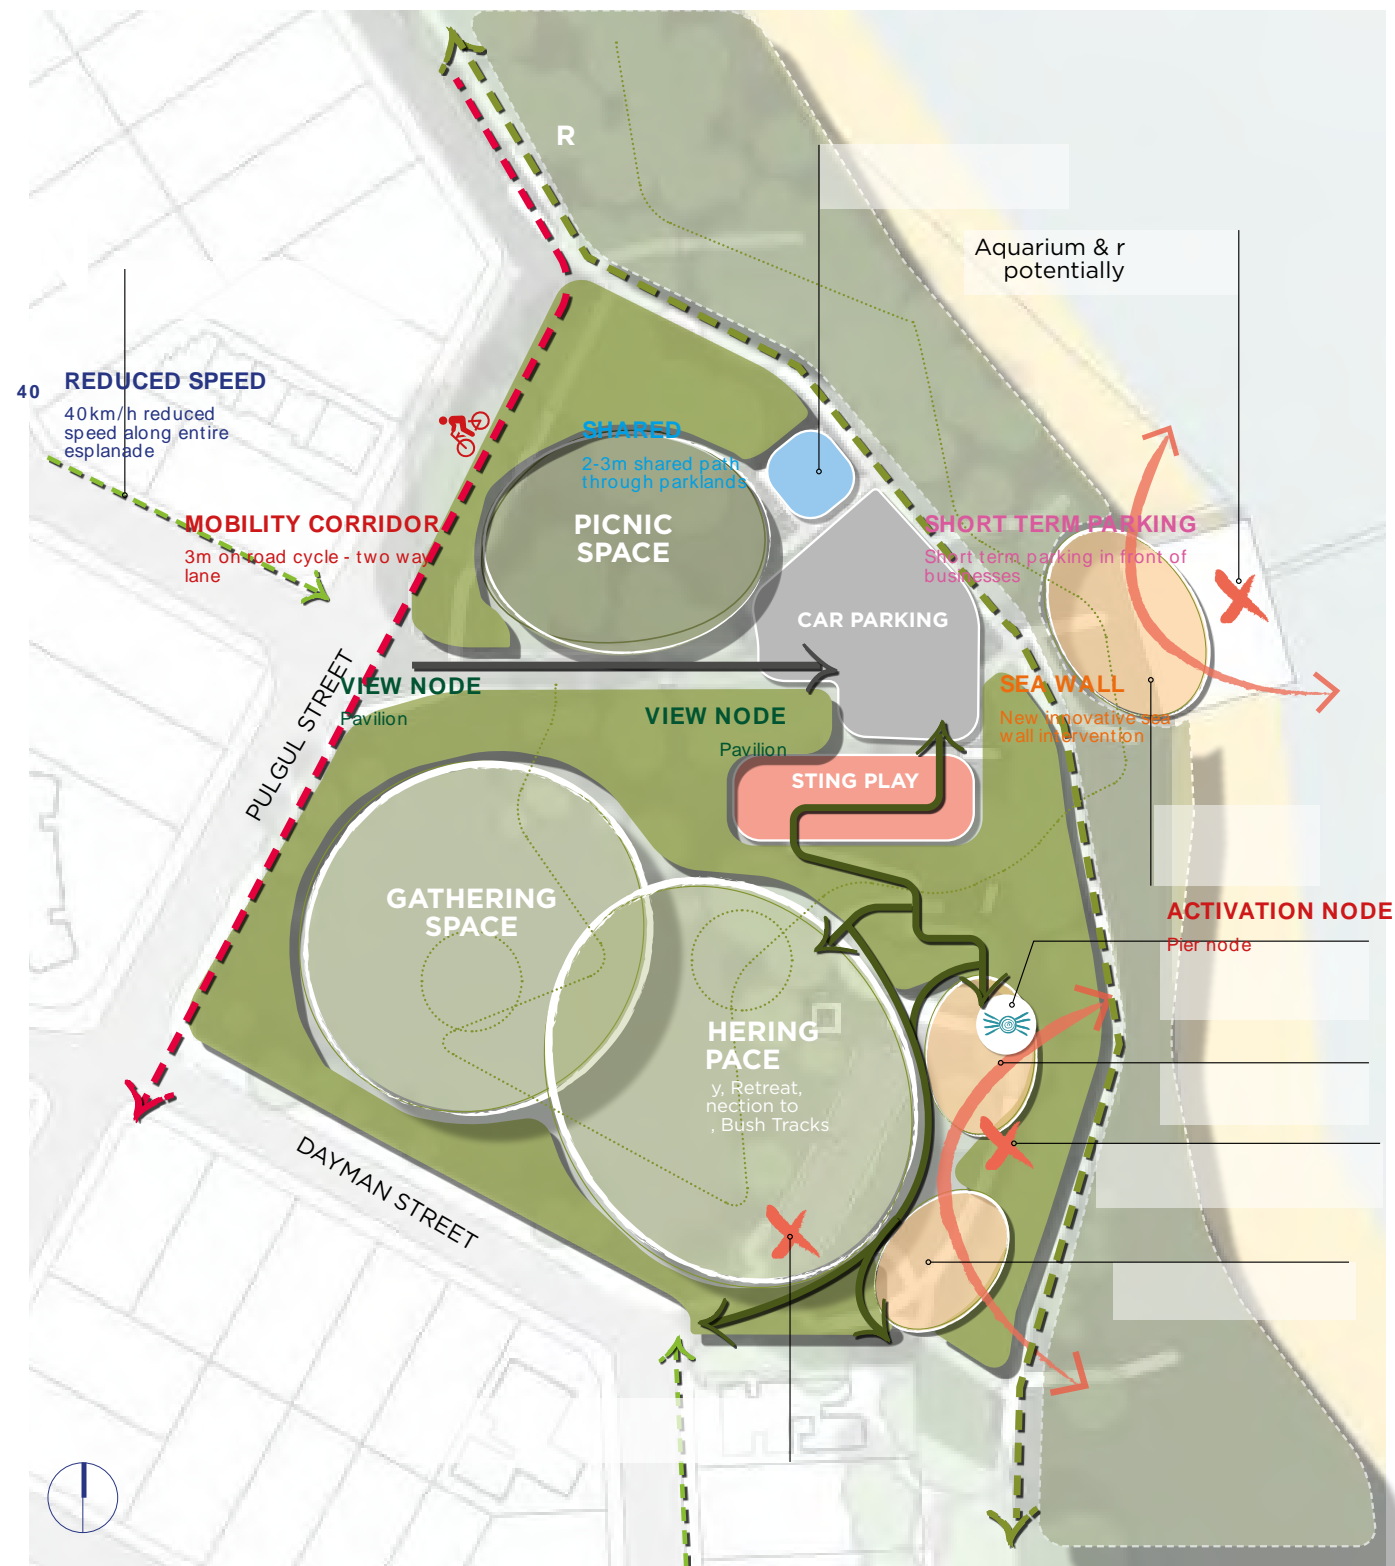 R
Aquarium & r
potentially
40
REDUCED SPEED
40km/h reduced
speed along entire
esplanade
SHARED
2-3m shared path
through parklands
MOBILITY CORRIDOR
3m on road cycle - two way
lane
PICNIC
SPACE
SHORT TERM PARKING
Short term parking in front of
businesses
CAR PARKING
PULGUL STREET
VIEW NODE
Pavilion
VIEW NODE
Pavilion
SEA WALL
New innovative sea
wall intervention
STING PLAY
GATHERING
SPACE
ACTIVATION NODE
Pier node
HERING
PACE
y, Retreat,
nection to
, Bush Tracks
DAYMAN STREET